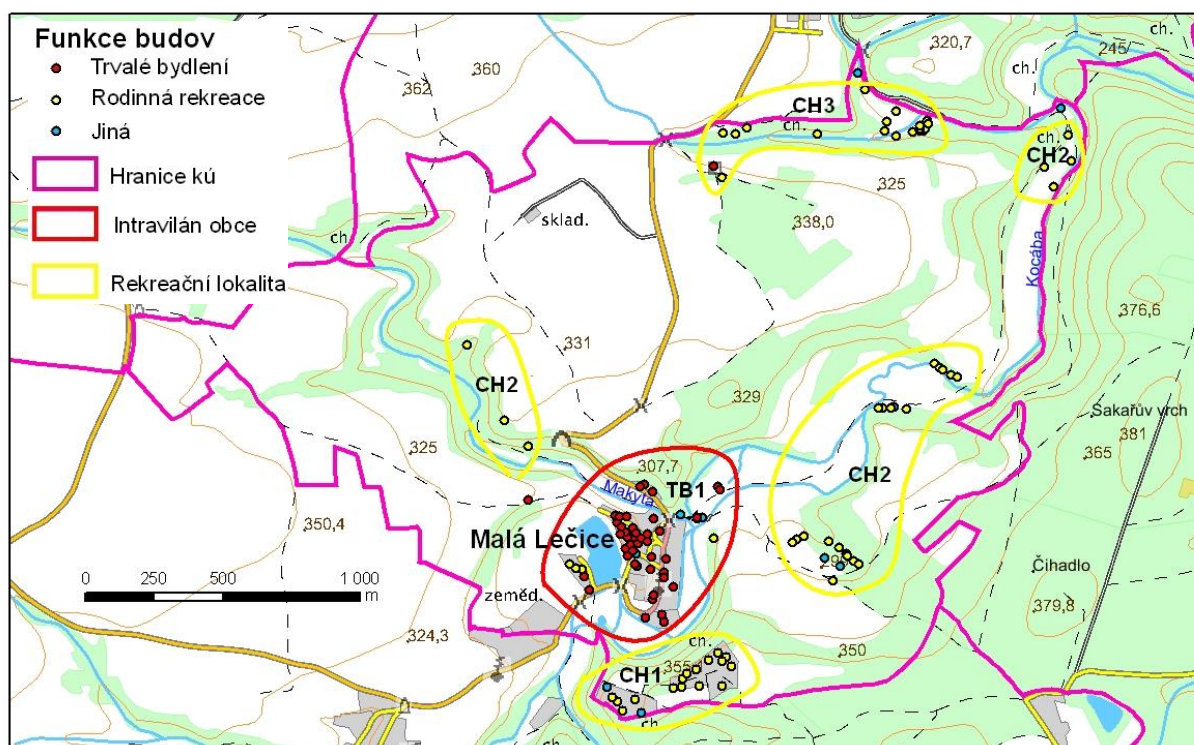 Funkce budov
Trvalé bydlení
Rodinná rekreace
Jiná
Hranice kú
Intravilán obce
Rekreační lokalita
360
362
320,7
ch.
245
ch.
CH3
ch.
ch.
CH2
325
338,0
sklad.
ch.
Kocába
376,6
331
CH2
329
Sakařův vrch
381
365
325
307,7
TB1
CH2
Makyta
350,4
Malá Lečice
Čihadlo
379,8
0 250 500 1 000
m
zeměd.
324,3
ch.
355
350
CH1
ch.